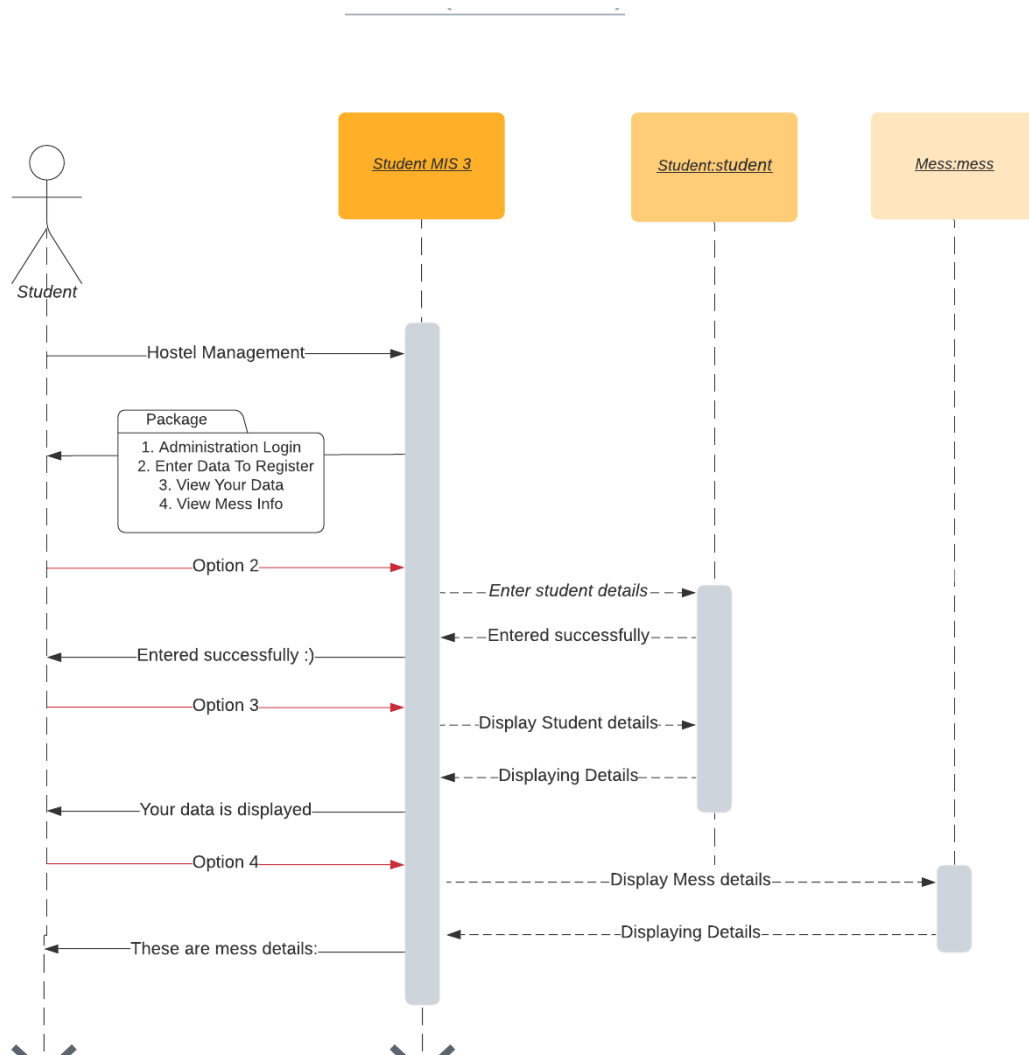 Student MIS 3
Student:student
Mess:mess
Student
Hostel Management
Package
1. Administration Login
2. Enter Data To Register
3. View Your Data
4. View Mess Info
Option 2
Enter student details
Entered successfully
Entered successfully :)
Option 3
Display Student details
Displaying Details
Your data is displayed
Option 4
Display Mess details
Displaying Details
These are mess details: